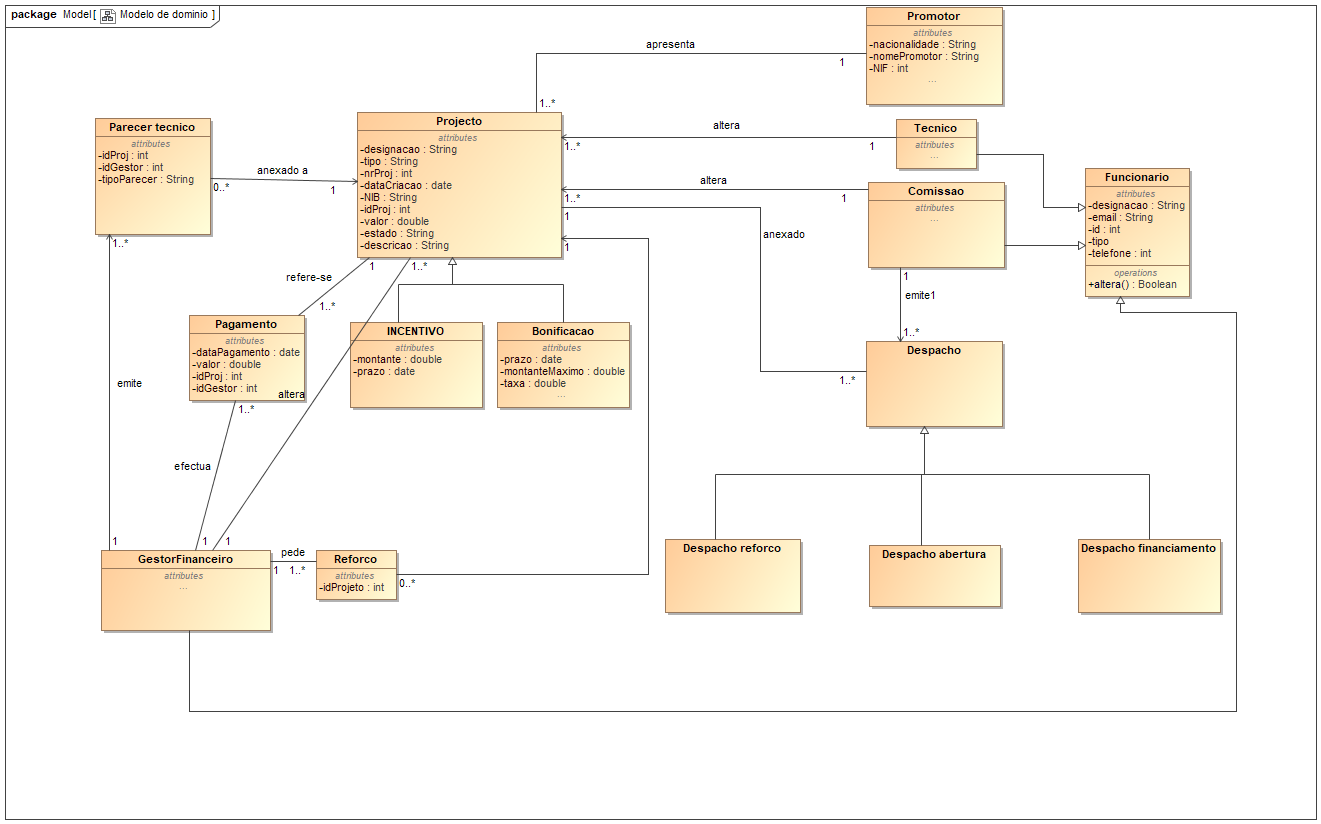 package Model [ Modelo de dominio ]
Promotor
attributes
-nacionalidade : String
-nomePromotor : String
-NIF : int
...
apresenta
1
1..*
Parecer tecnico
attributes
-idProj : int
-idGestor : int
-tipoParecer : String
anexado a
0..*
1
1..*
Projecto
attributes
-designacao : String
-tipo : String
-nrProj : int
-dataCriacao : date
-NIB : String
-idProj : int
-valor : double
-estado : String
-descricao : String
altera
1..*
1
Tecnico
attributes
...
altera
1..*
1
Comissao
attributes
...
Funcionario
attributes
-designacao : String
-email : String
-id : int
-tipo
-telefone : int
operations
+altera() : Boolean
1
anexado
1
1
emite1
1..*
1
1..*
refere-se
1..*
Pagamento
attributes
-dataPagamento : date
-valor : double
-idProj : int
-idGestor : int
altera
1..*
INCENTIVO
attributes
-montante : double
-prazo : date
Bonificacao
attributes
-prazo : date
-montanteMaximo : double
-taxa : double
...
Despacho
1..*
emite
efectua
1
1
1
GestorFinanceiro
attributes
...
pede
1
1..*
Reforco
attributes
-idProjeto : int
0..*
Despacho reforco
Despacho abertura
Despacho financiamento